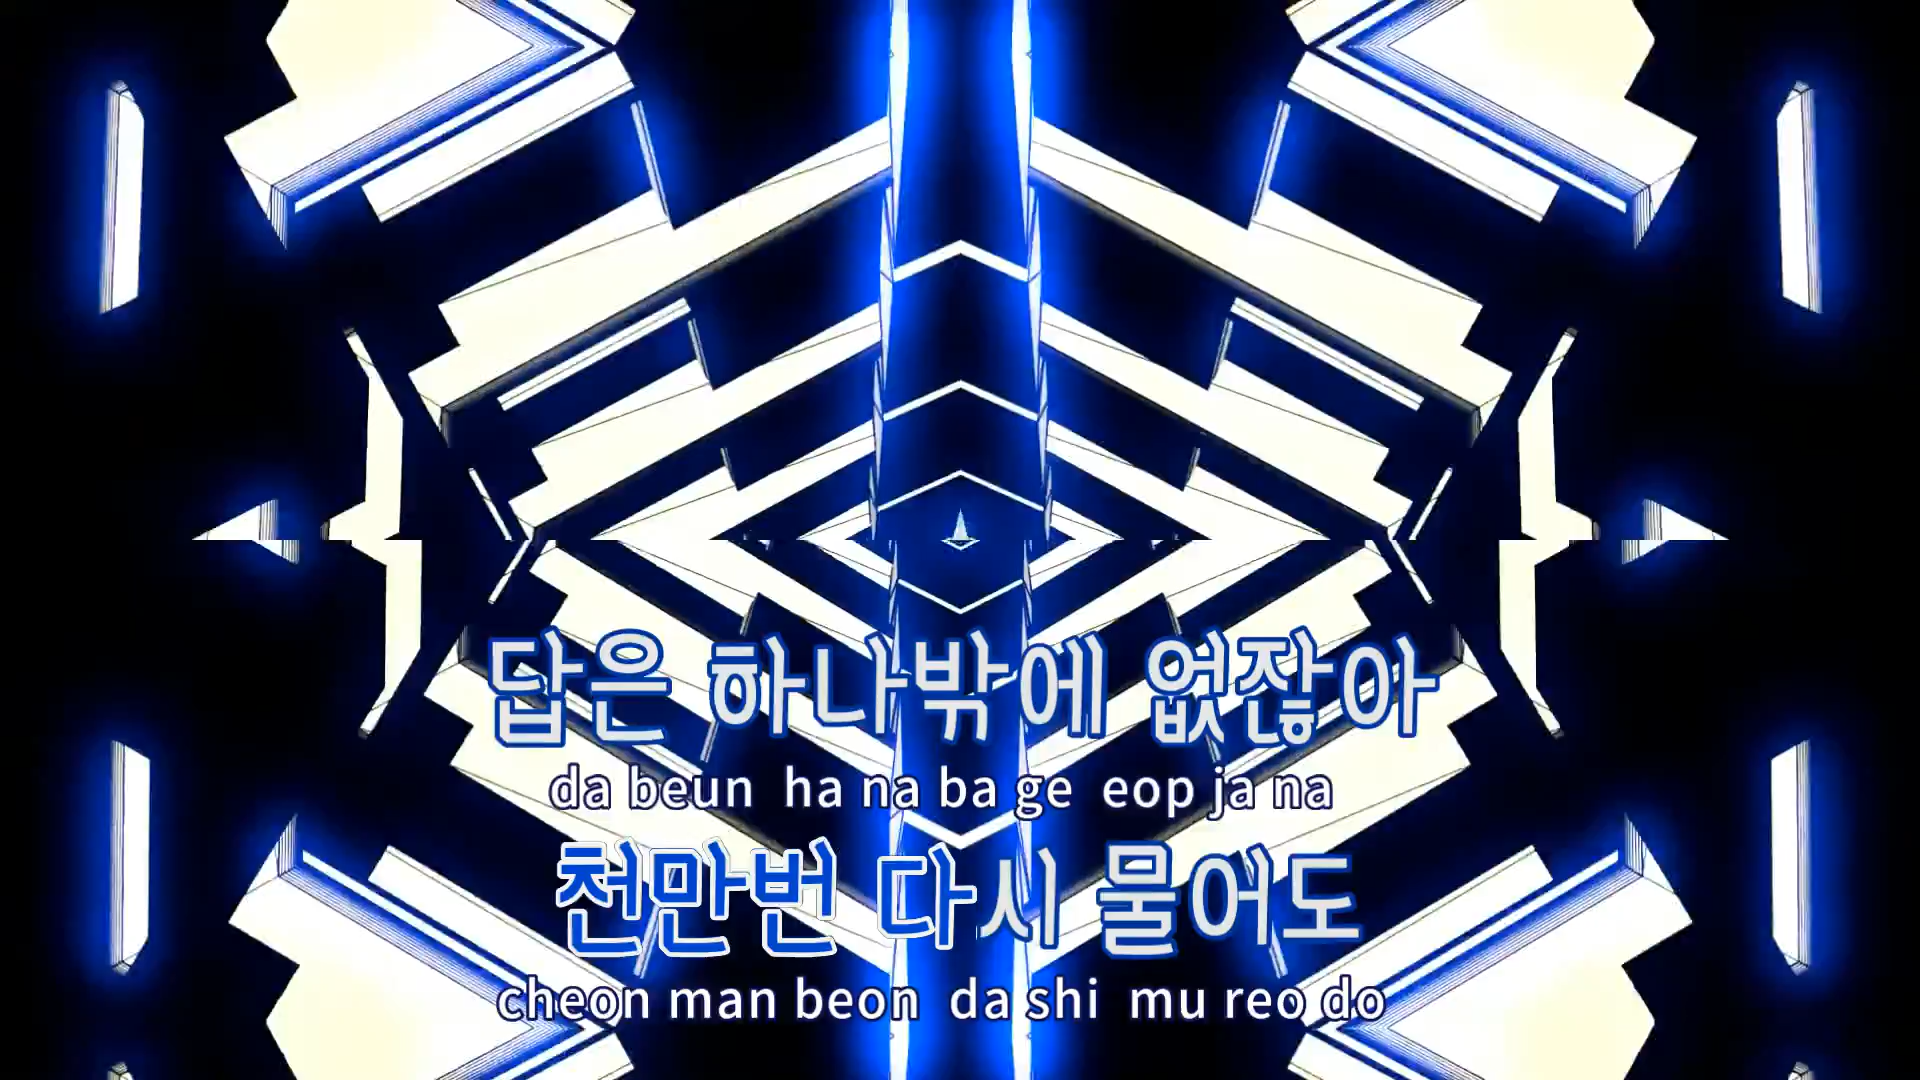 답은 하나밖에 없잖아
da beun ha na ba ge eop ja na
천만번 다시 물어도
cheon man beon da shi mu reo do